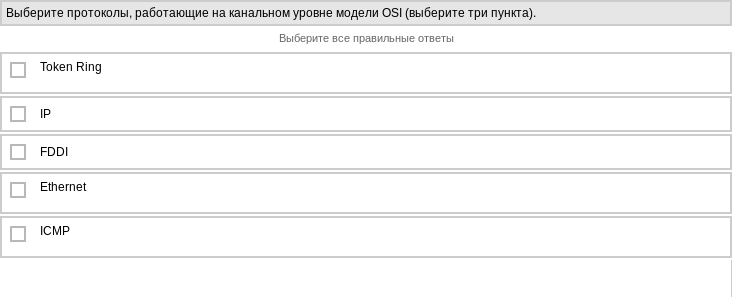 Выберите протоколы, работающие на канальном уровне модели OSI (выберите три пункта).
Выберите все правильные ответы
Token Ring
IP
FDDI
Ethernet
ICMP